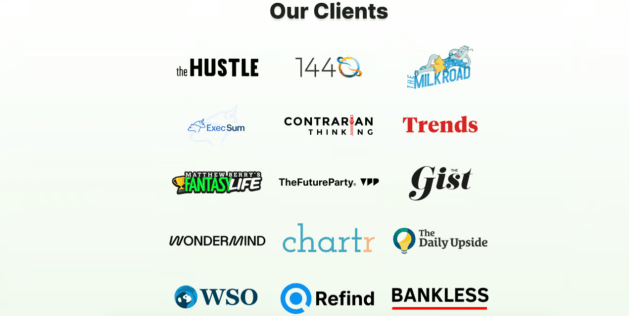 Our Clients
the HUSTLE
1440
THE MILK ROAD
ExecSum
CONTRARIAN THINKING
Trends
MATTHEW BERRY'S
FANTASY LIFE
TheFutureParty. TFP
the Gist
WONDERMIND
chartr
The
Daily Upside
WSO
Refind
BANKLESS